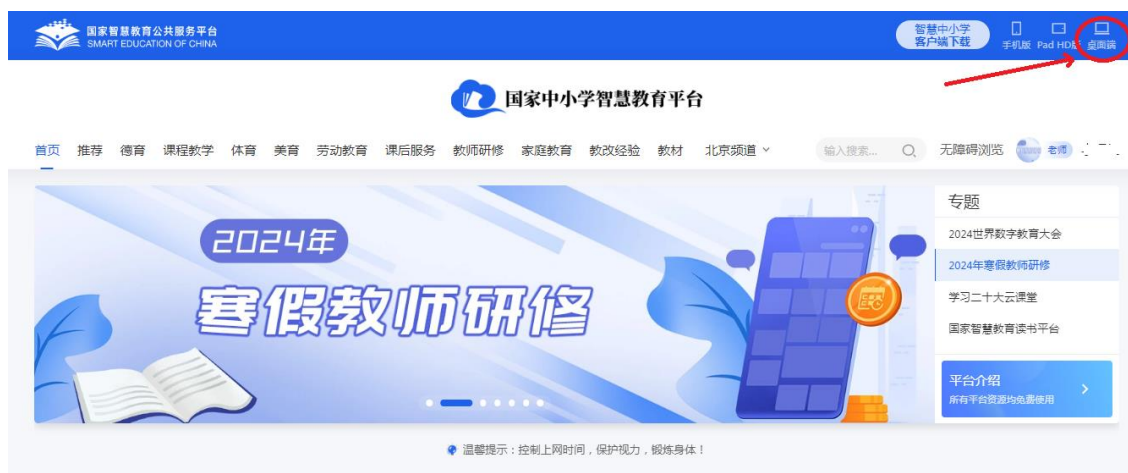 国家智慧教育公共服务平台
SMART EDUCATION OF CHINA
智慧中小学
客户端下载
手机版 Pad HD版 桌面端
国家中小学智慧教育平台
首页 推荐 德育 课程教学 体育 美育 劳动教育 课后服务 教师研修 家庭教育 教改经验 教材 北京频道 输入搜索... 无障碍浏览 老师
2024年
寒假教师研修
专题
2024世界数字教育大会
2024年寒假教师研修
学习二十大云课堂
国家智慧教育读书平台
平台介绍
所有平台资源均免费使用
温馨提示：控制上网时间，保护视力，锻炼身体！